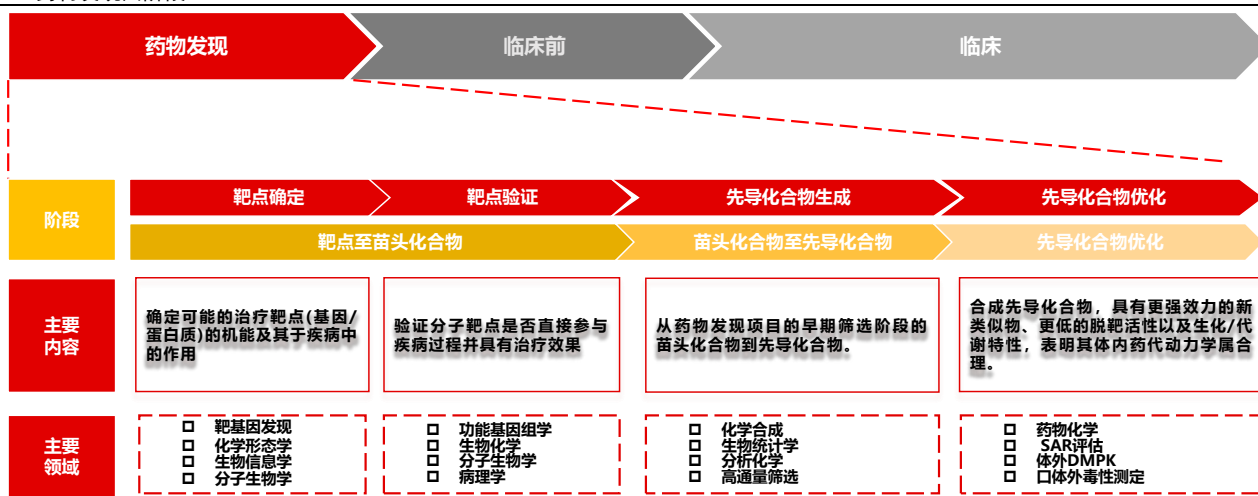 药物发现
临床前
临床
阶段
靶点确定
靶点验证
先导化合物生成
先导化合物优化
靶点至苗头化合物
苗头化合物至先导化合物
先导化合物优化
主要
内容
确定可能的治疗靶点(基因/
蛋白质)的机能及其于疾病中
的作用
验证分子靶点是否直接参与
疾病过程并具有治疗效果
从药物发现项目的早期筛选阶段的
苗头化合物到先导化合物。
合成先导化合物，具有更强效力的新
类似物、更低的脱靶活性以及生化/代
谢特性，表明其体内药代动力学属合
理。
主要
领域
靶基因发现
化学形态学
生物信息学
分子生物学
功能基因组学
生物化学
分子生物学
病理学
化学合成
生物统计学
分析化学
高通量筛选
药物化学
SAR评估
体外DMPK
口体外毒性测定